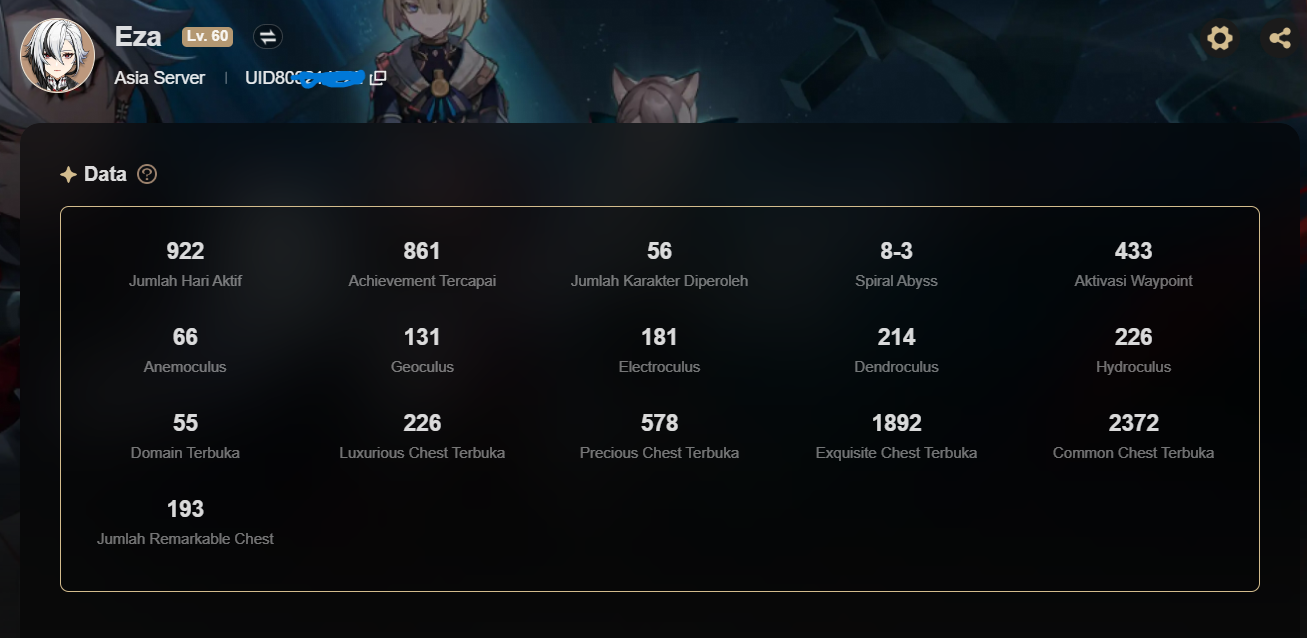 Eza Lv. 60
Asia Server
Data
922 861 56 8-3 433
Jumlah Hari Aktif Achievement Tercapai Jumlah Karakter Diperoleh Spiral Abyss Aktivasi Waypoint
66 131 181 214 226
Anemoculus Geoculus Electroculus Dendroculus Hydroculus
55 226 578 1892 2372
Domain Terbuka Luxurious Chest Terbuka Precious Chest Terbuka Exquisite Chest Terbuka Common Chest Terbuka
193
Jumlah Remarkable Chest